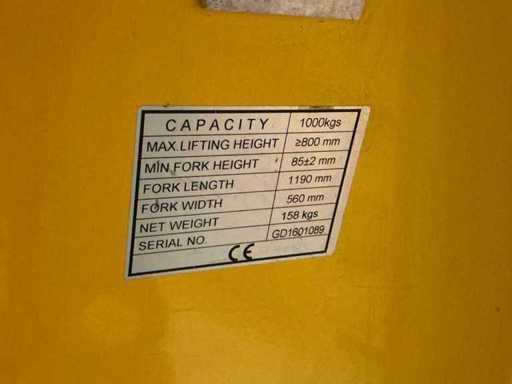 CAPACITY 1000kgs
MAX.LIFTING HEIGHT ≥800 mm
MIN FORK HEIGHT 85±2 mm
FORK LENGTH 1190 mm
FORK WIDTH 560 mm
NET WEIGHT 158 kgs
SERIAL NO. GD1601089
CE